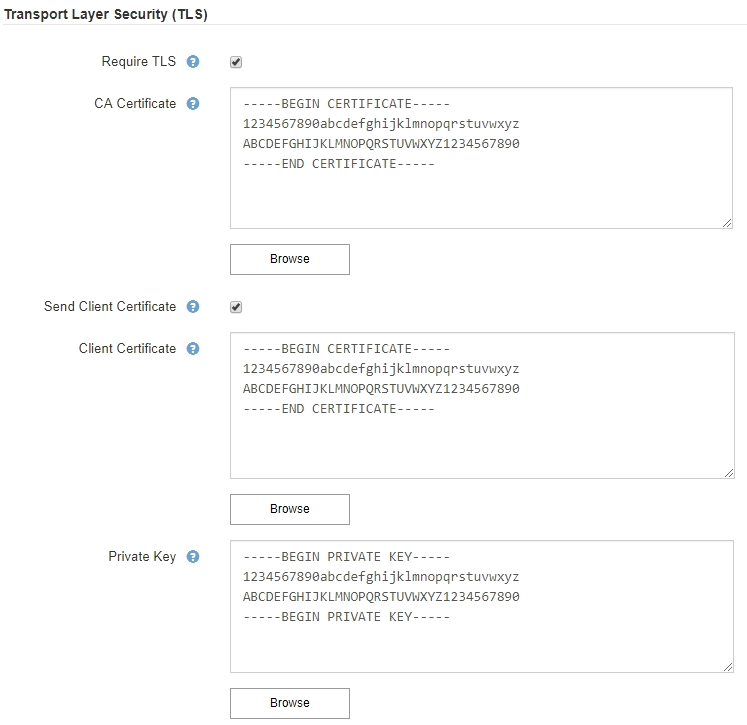 Transport Layer Security (TLS)
Require TLS ?
CA Certificate ?
-----BEGIN CERTIFICATE-----
1234567890abcdefghijklmnopqrstuvwxyz
ABCDEFGHIJKLMNOPQRSTUVWXYZ1234567890
-----END CERTIFICATE-----
Browse
Send Client Certificate ?
Client Certificate ?
-----BEGIN CERTIFICATE-----
1234567890abcdefghijklmnopqrstuvwxyz
ABCDEFGHIJKLMNOPQRSTUVWXYZ1234567890
-----END CERTIFICATE-----
Browse
Private Key ?
-----BEGIN PRIVATE KEY-----
1234567890abcdefghijklmnopqrstuvwxyz
ABCDEFGHIJKLMNOPQRSTUVWXYZ1234567890
-----BEGIN PRIVATE KEY-----
Browse